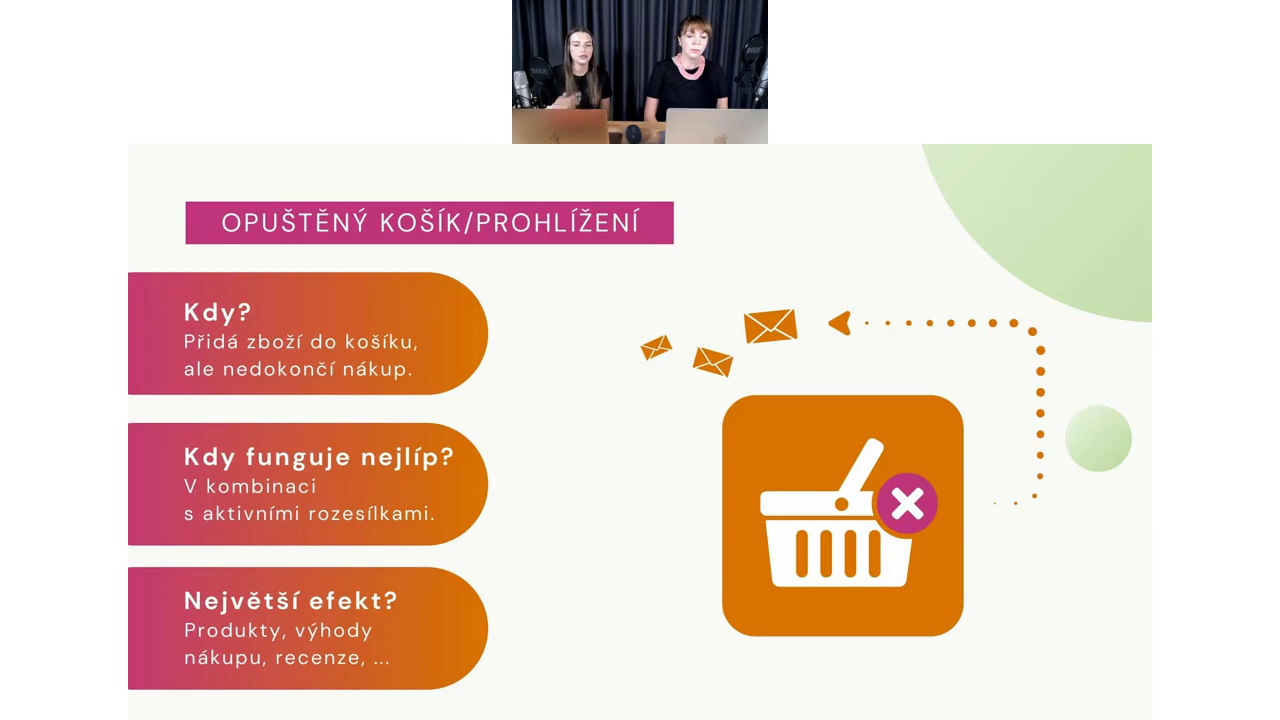 OPUŠTĚNÝ KOŠÍK/PROHLÍŽENÍ
Kdy?
Přidá zboží do košíku,
ale nedokončí nákup.
Kdy funguje nejlíp?
V kombinaci
s aktivními rozesílkami.
Největší efekt?
Produkty, výhody
nákupu, recenze, ...